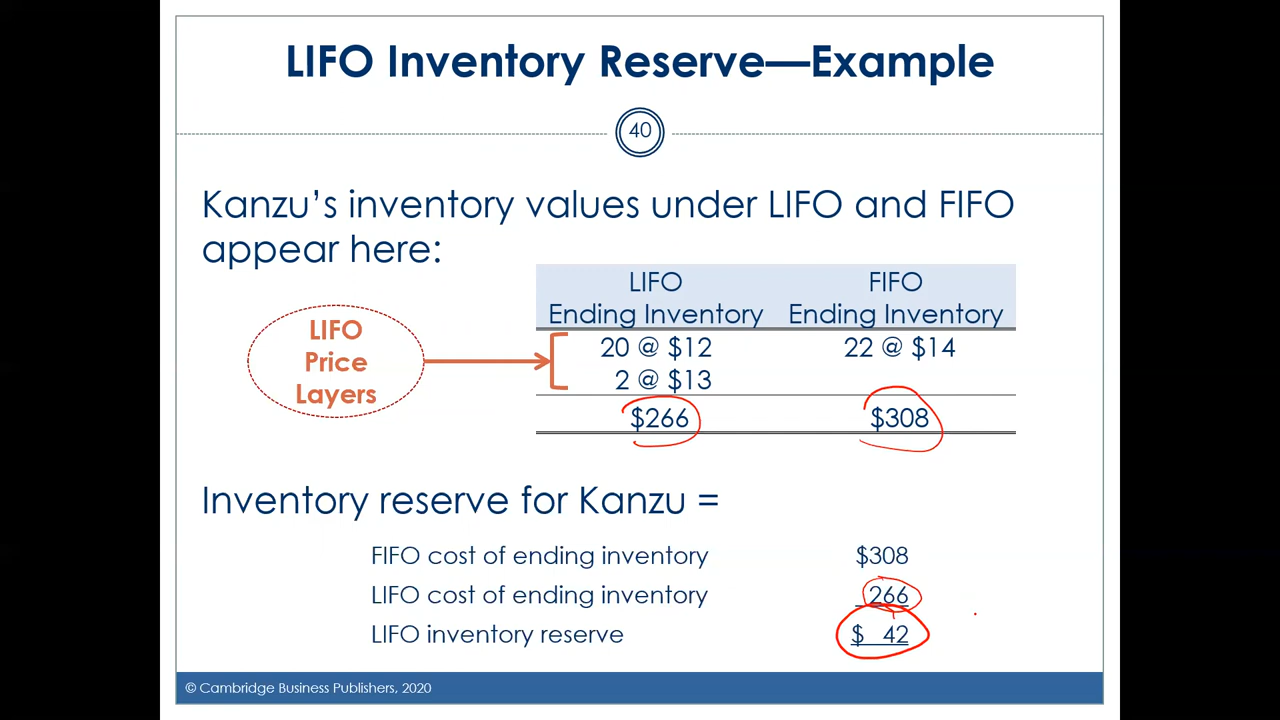 LIFO Inventory Reserve—Example
40
Kanzu's inventory values under LIFO and FIFO
appear here:
LIFO FIFO
Ending Inventory Ending Inventory
LIFO
Price
Layers
20 @ $12 22 @ $14
2 @ $13
$266 $308
Inventory reserve for Kanzu =
FIFO cost of ending inventory $308
LIFO cost of ending inventory 266
LIFO inventory reserve $ 42
© Cambridge Business Publishers, 2020